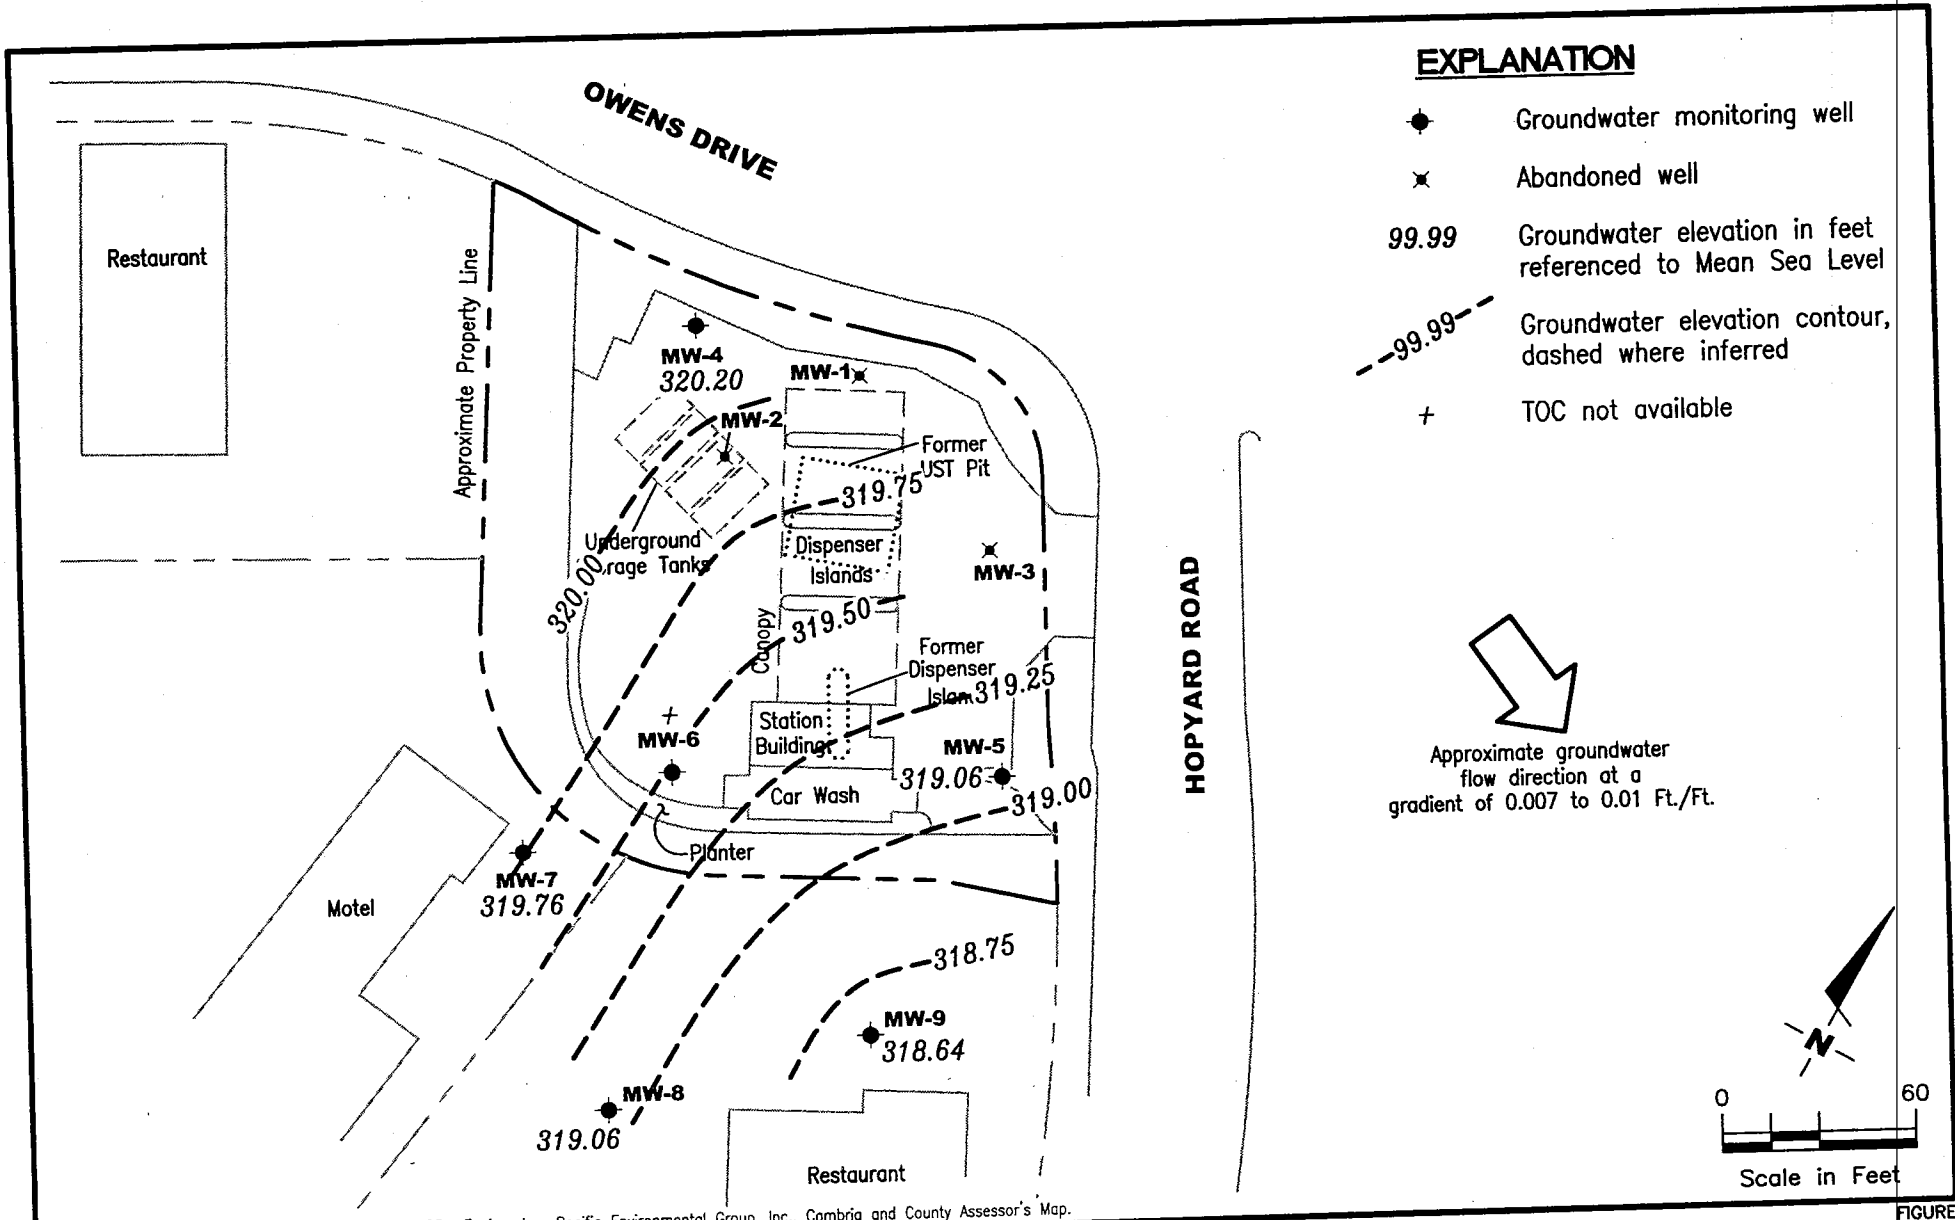 EXPLANATION
Groundwater monitoring well
Abandoned well
99.99
Groundwater elevation in feet
referenced to Mean Sea Level
99.99
Groundwater elevation contour,
dashed where inferred
+
TOC not available
OWENS DRIVE
Restaurant
Approximate Property Line
MW-4
320.20
MW-1
MW-2
Former
UST Pit
319.75
Underground
rage Tanks
Dispenser
Islands
MW-3
320.00
319.50
Canopy
Former
Dispenser
Islan
319.25
HOPYARD ROAD
+
MW-6
Station
Building
MW-5
319.06
Car Wash
319.00
Approximate groundwater
flow direction at a
gradient of 0.007 to 0.01 Ft./Ft.
Planter
MW-7
319.76
Motel
318.75
MW-9
318.64
MW-8
319.06
Restaurant
N
0 60
Scale in Feet
Pacific Environmental Group, Inc., Cambria and County Assessor's Map.
FIGURE